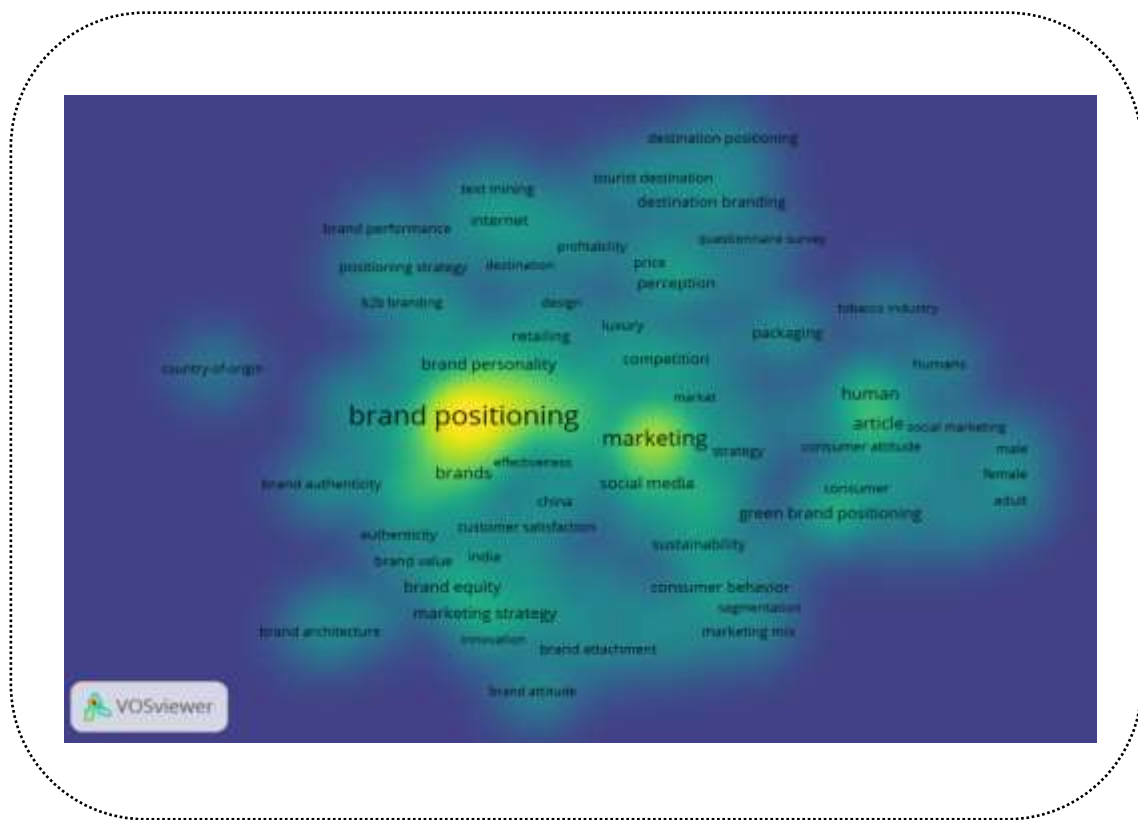 destination positioning
tourist destination
text mining
destination branding
internet
brand performance
questionnaire survey
profitability
price
positioning strategy
destination
perception
b2b branding
design
tobacco industry
luxury
packaging
retailing
competition
brand personality
humans
country-of-origin
human
market
brand positioning
article
social marketing
marketing
consumer attitude
male
strategy
effectiveness
brands
female
social media
brand authenticity
consumer
china
adult
green brand positioning
customer satisfaction
authenticity
sustainability
india
brand value
brand equity
consumer behavior
segmentation
marketing strategy
brand architecture
marketing mix
innovation
brand attachment
brand attitude
VOSviewer